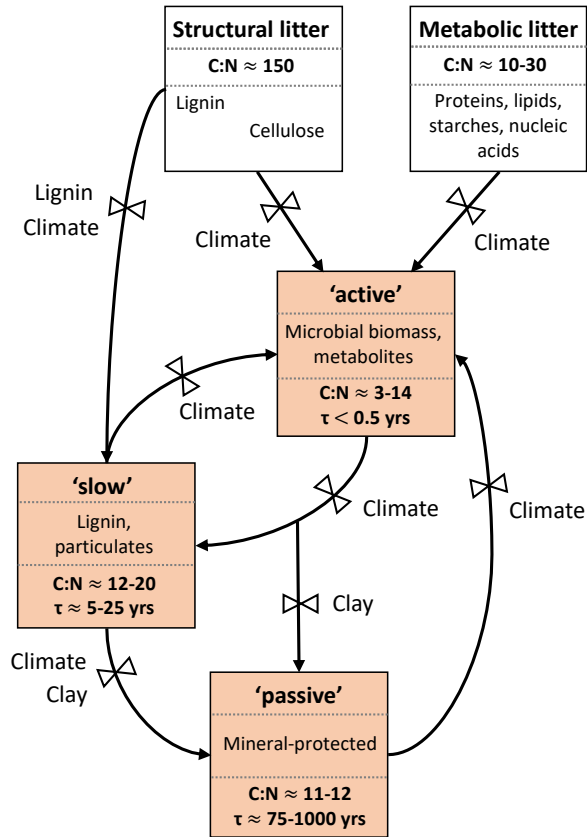 Structural litter
C:N ≈ 150
Lignin
Cellulose
Metabolic litter
C:N ≈ 10-30
Proteins, lipids,
starches, nucleic
acids
Lignin
Climate
Climate
Climate
‘active’
Microbial biomass,
metabolites
C:N ≈ 3-14
τ < 0.5 yrs
Climate
‘slow’
Lignin,
particulates
C:N ≈ 12-20
τ ≈ 5-25 yrs
Climate
Climate
Clay
Climate
Clay
‘passive’
Mineral-protected
C:N ≈ 11-12
τ ≈ 75-1000 yrs